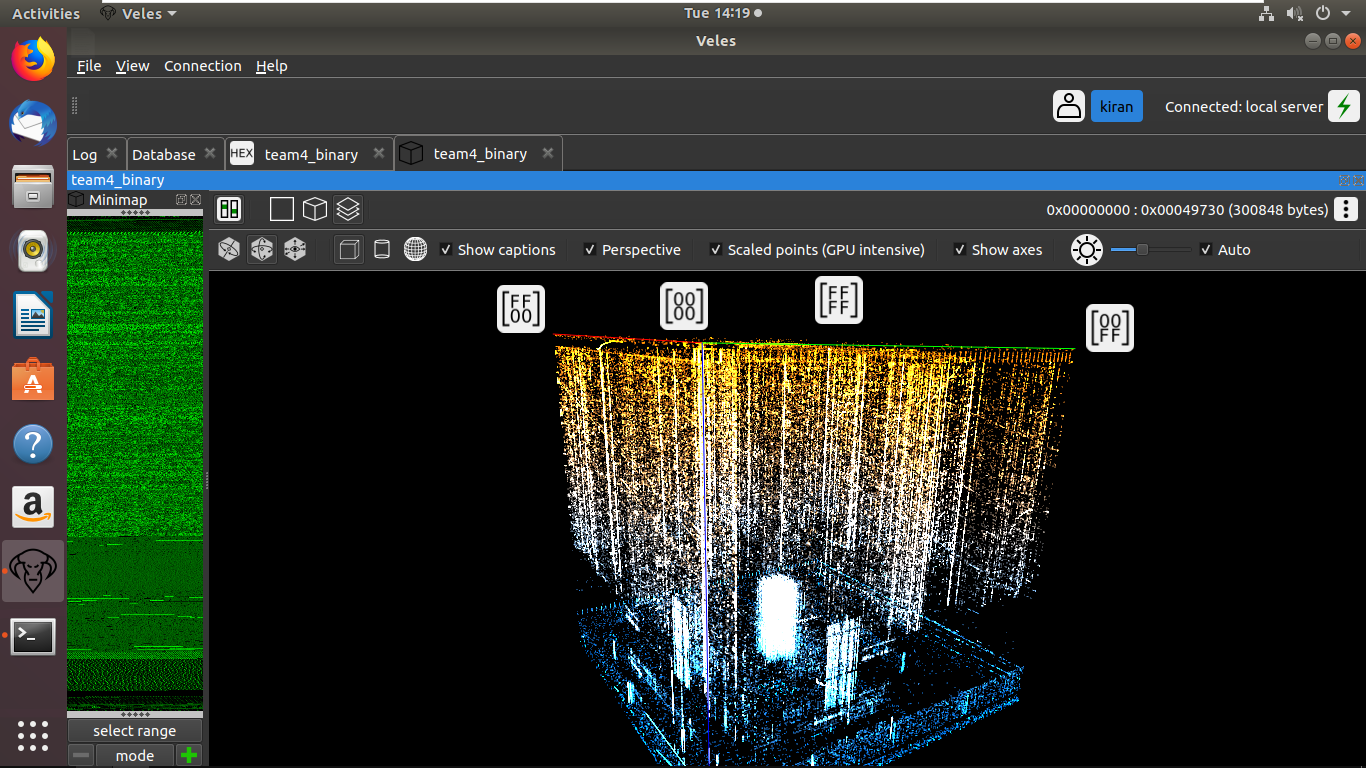 Activities Veles Tue 14:19
Veles
File View Connection Help
kiran Connected: local server
Log Database HEX team4_binary team4_binary
team4_binary
Minimap 0x00000000 : 0x00049730 (300848 bytes)
Show captions Perspective Scaled points (GPU intensive) Show axes Auto
[FF 00] [00 00] [FF FF] [00 FF]
select range
mode